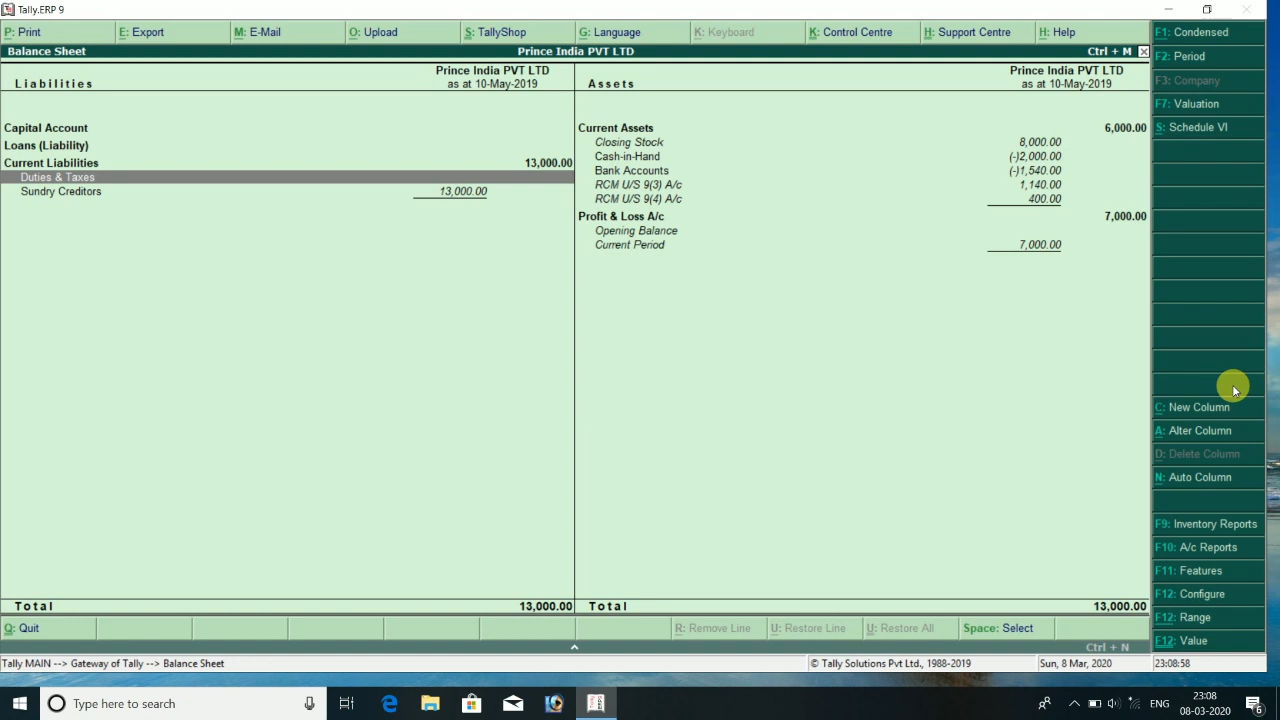 Tally.ERP 9
P: Print
E: Export
M: E-Mail
O: Upload
S: TallyShop
G: Language
K: Keyboard
K: Control Centre
H: Support Centre
H: Help
Balance Sheet
Prince India PVT LTD
Ctrl + M
Liabilities
Prince India PVT LTD
as at 10-May-2019
Assets
Prince India PVT LTD
as at 10-May-2019
Capital Account
Loans (Liability)
Current Liabilities 13,000.00
Duties & Taxes
Sundry Creditors 13,000.00
Current Assets 6,000.00
Closing Stock 8,000.00
Cash-in-Hand (-)2,000.00
Bank Accounts (-)1,540.00
RCM U/S 9(3) A/c 1,140.00
RCM U/S 9(4) A/c 400.00
Profit & Loss A/c 7,000.00
Opening Balance
Current Period 7,000.00
Total 13,000.00
Total 13,000.00
F1: Condensed
F2: Period
F3: Company
F7: Valuation
S: Schedule VI
C: New Column
A: Alter Column
D: Delete Column
N: Auto Column
F9: Inventory Reports
F10: A/c Reports
F11: Features
F12: Configure
F12: Range
F12: Value
Q: Quit
R: Remove Line
U: Restore Line
U: Restore All
Space: Select
Ctrl + N
Tally MAIN --> Gateway of Tally --> Balance Sheet
© Tally Solutions Pvt Ltd., 1988-2019
Sun, 8 Mar, 2020
23:08:58
Type here to search
ENG
23:08
08-03-2020
6